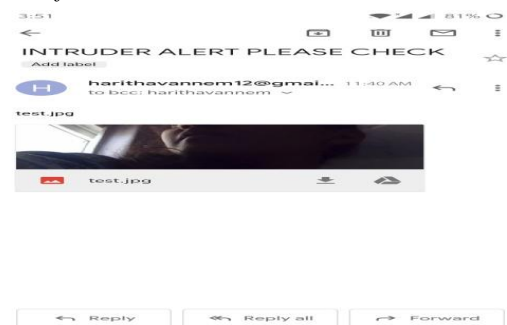 3:51
81%
INTRUDER ALERT PLEASE CHECK
Add label
H
harithavannem12@gmai... 11:40 AM
to bcc: harithavannem
test.jpg
test.jpg
Reply
Reply all
Forward